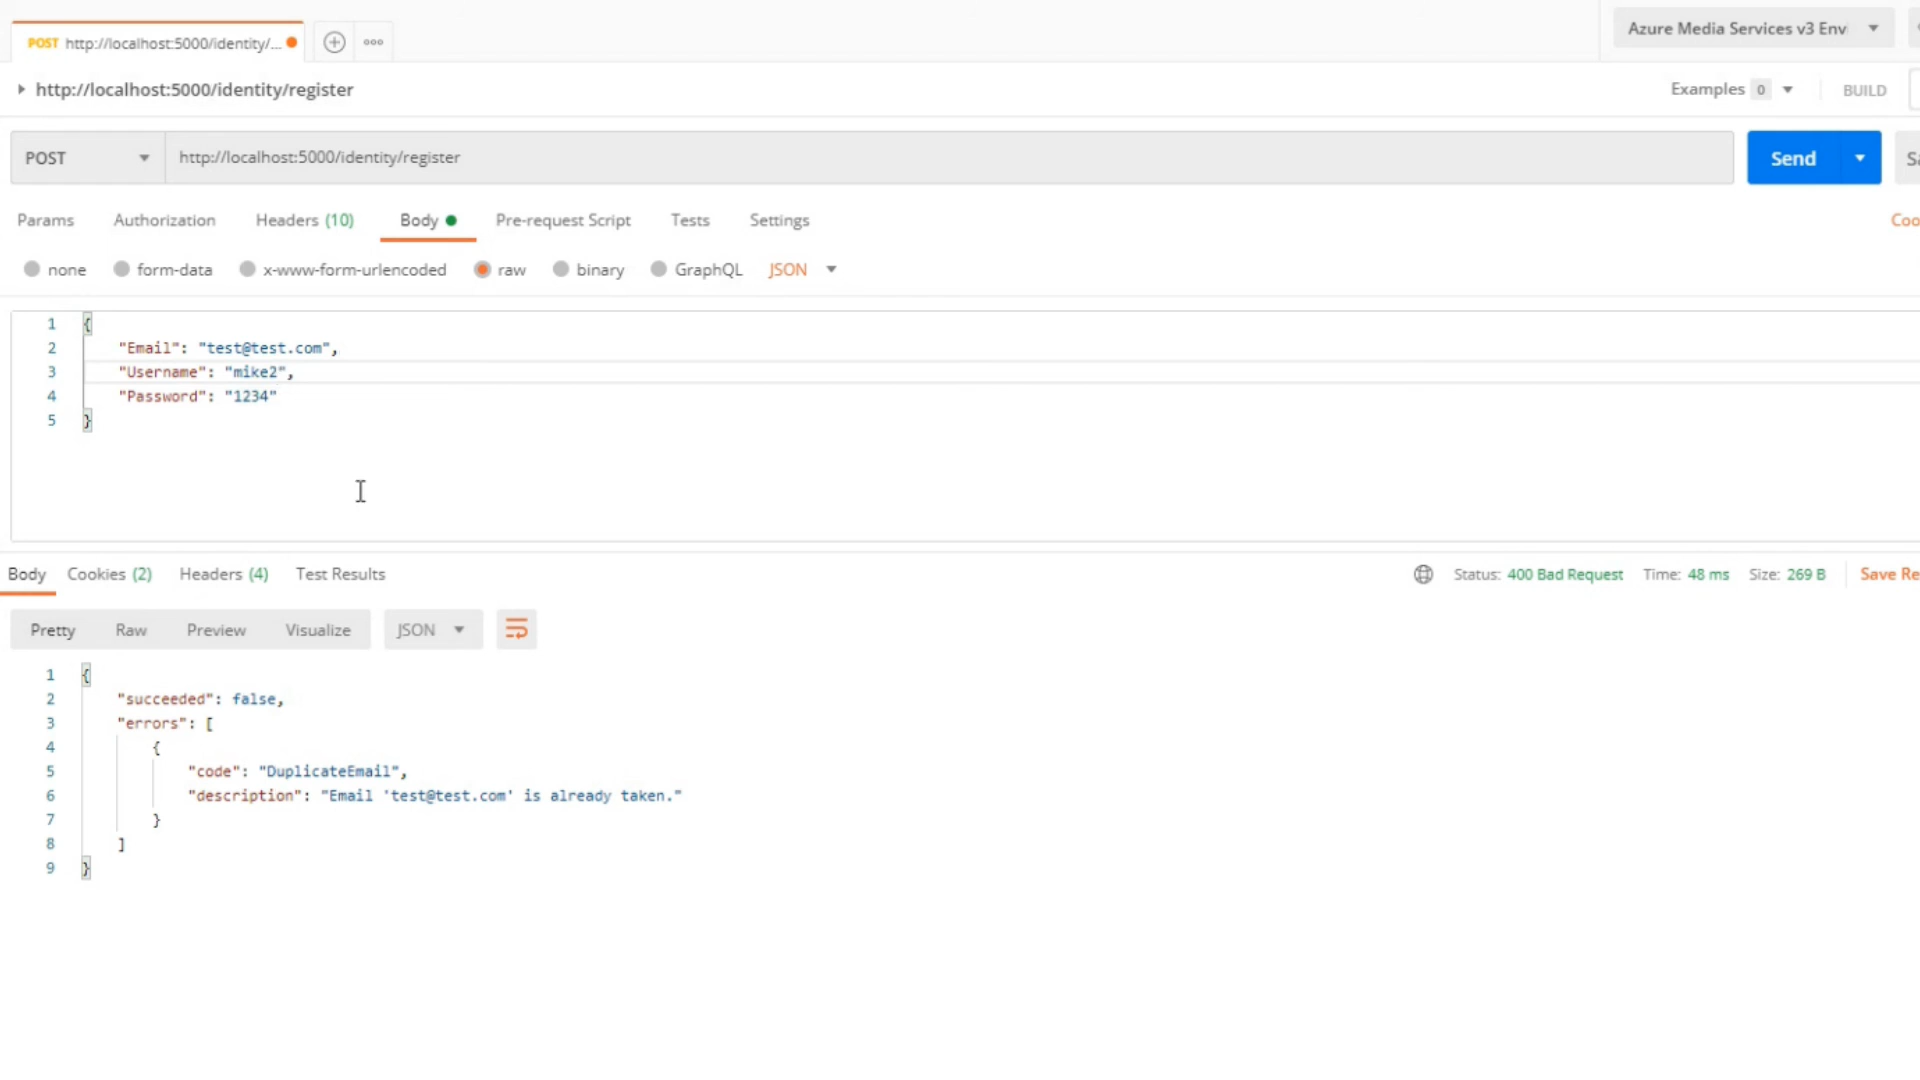 POST http://localhost:5000/identity/... Azure Media Services v3 Env
http://localhost:5000/identity/register Examples 0 BUILD
POST http://localhost:5000/identity/register Send
Params Authorization Headers (10) Body Pre-request Script Tests Settings
none form-data x-www-form-urlencoded raw binary GraphQL JSON
1 {
2 "Email": "test@test.com",
3 "Username": "mike2",
4 "Password": "1234"
5 }
Body Cookies (2) Headers (4) Test Results Status: 400 Bad Request Time: 48 ms Size: 269 B Save Re
Pretty Raw Preview Visualize JSON
1 {
2 "succeeded": false,
3 "errors": [
4 {
5 "code": "DuplicateEmail",
6 "description": "Email 'test@test.com' is already taken."
7 }
8 ]
9 }